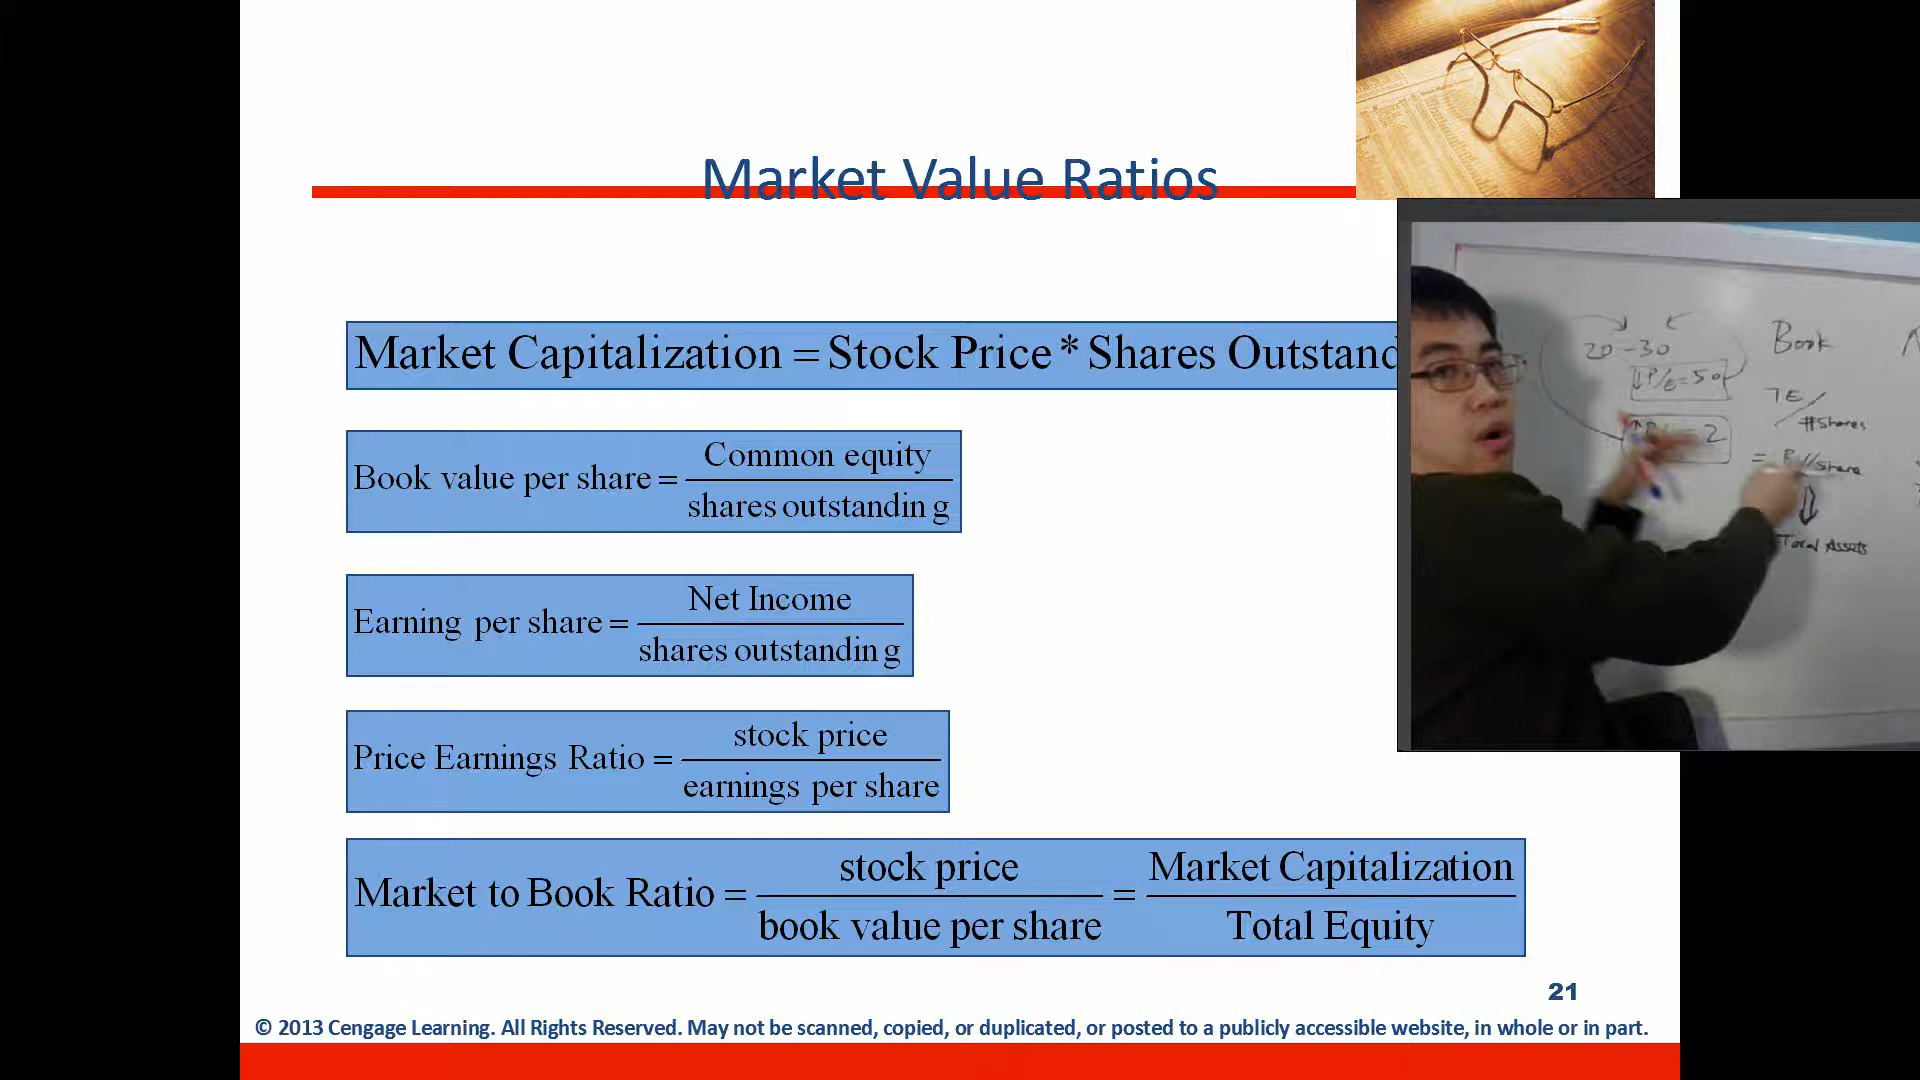 Market Value Ratios
Market Capitalization = Stock Price * Shares Outstand
Book value per share = Common equity / shares outstandin g
Earning per share = Net Income / shares outstandin g
Price Earnings Ratio = stock price / earnings per share
Market to Book Ratio = stock price / book value per share = Market Capitalization / Total Equity
21
© 2013 Cengage Learning. All Rights Reserved. May not be scanned, copied, or duplicated, or posted to a publicly accessible website, in whole or in part.
20-30
↓P/E=50
2
Book
TE/
#Shares
/share
Total Assets